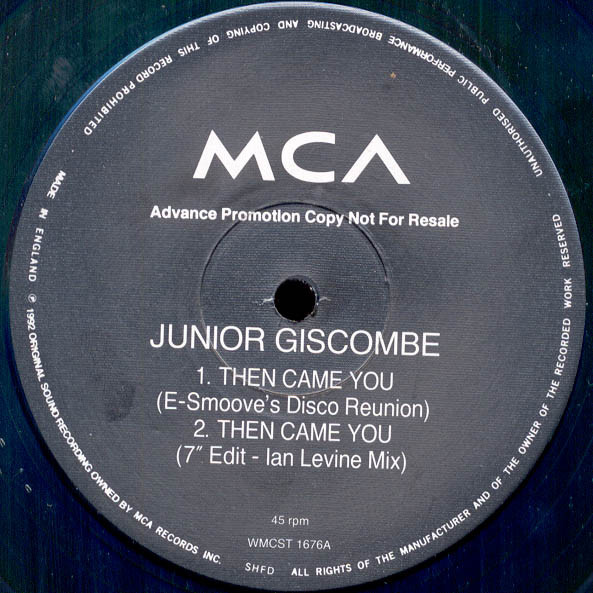 MCA
Advance Promotion Copy Not For Resale
JUNIOR GISCOMBE
1. THEN CAME YOU
(E-Smoove's Disco Reunion)
2. THEN CAME YOU
(7″ Edit - Ian Levine Mix)
45 rpm
WMCST 1676A
SHFD
MADE IN ENGLAND ℗ 1992 ORIGINAL SOUND RECORDING OWNED BY MCA RECORDS INC.
ALL RIGHTS OF THE MANUFACTURER AND OF THE OWNER OF THE RECORDED WORK RESERVED
UNAUTHORISED PUBLIC PERFORMANCE BROADCASTING AND COPYING OF THIS RECORD PROHIBITED